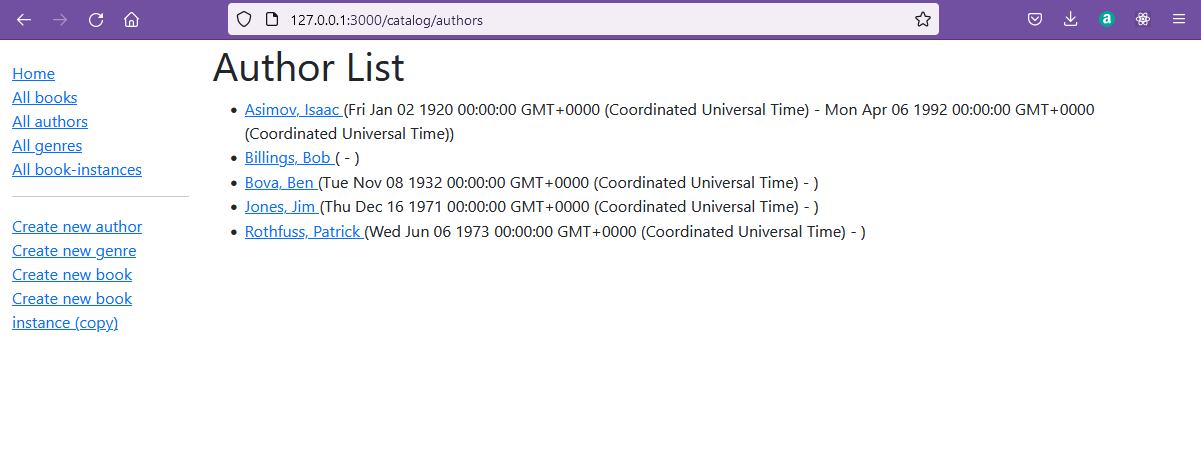 127.0.0.1:3000/catalog/authors
Home
All books
All authors
All genres
All book-instances
Create new author
Create new genre
Create new book
Create new book
instance (copy)
Author List
Asimov, Isaac (Fri Jan 02 1920 00:00:00 GMT+0000 (Coordinated Universal Time) - Mon Apr 06 1992 00:00:00 GMT+0000
(Coordinated Universal Time))
Billings, Bob ( - )
Bova, Ben (Tue Nov 08 1932 00:00:00 GMT+0000 (Coordinated Universal Time) - )
Jones, Jim (Thu Dec 16 1971 00:00:00 GMT+0000 (Coordinated Universal Time) - )
Rothfuss, Patrick (Wed Jun 06 1973 00:00:00 GMT+0000 (Coordinated Universal Time) - )